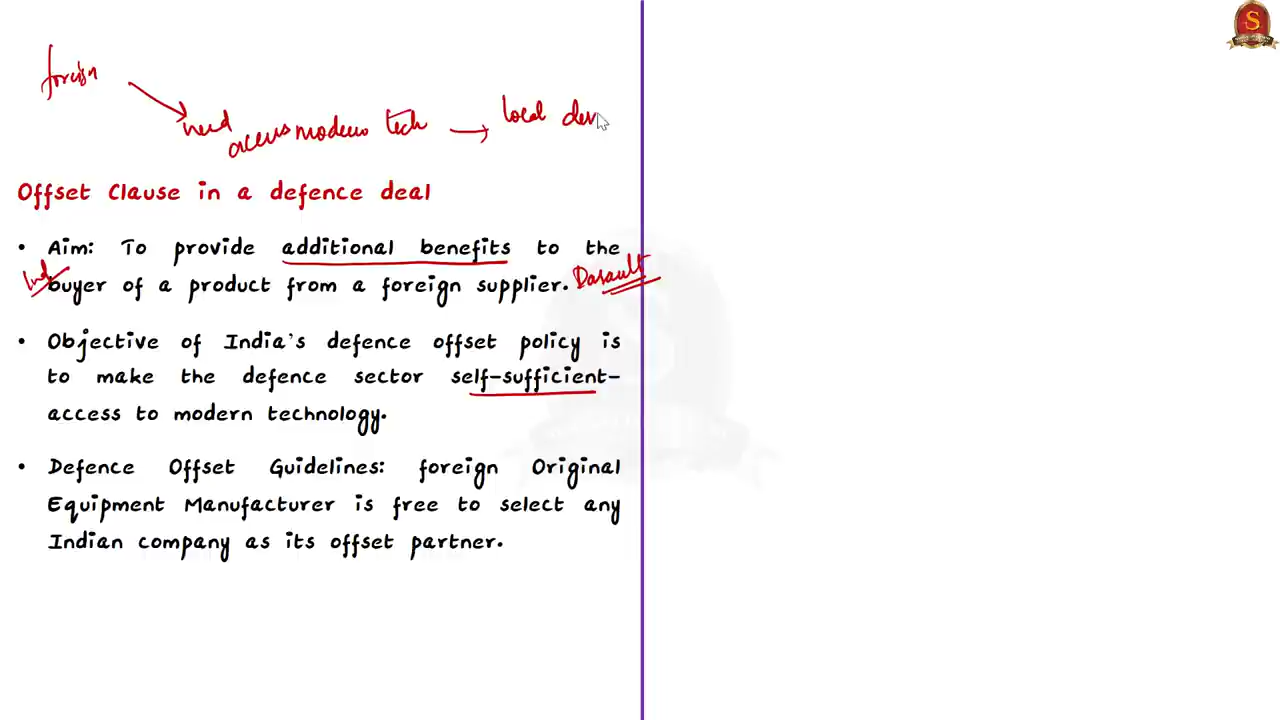 foreign
need access modern tech → local dev
Offset Clause in a defence deal
• Aim: To provide additional benefits to the
Ind buyer of a product from a foreign supplier. Dasault
• Objective of India's defence offset policy is
to make the defence sector self-sufficient-
access to modern technology.
• Defence Offset Guidelines: foreign Original
Equipment Manufacturer is free to select any
Indian company as its offset partner.
S